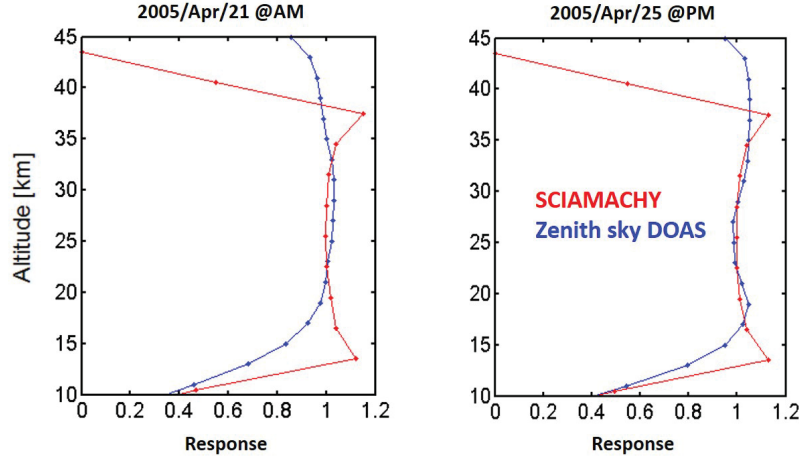 2005/Apr/21 @AM
2005/Apr/25 @PM
45
40
35
30
25
20
15
10
Altitude [km]
0 0.2 0.4 0.6 0.8 1 1.2
Response
45
40
35
30
25
20
15
10
SCIAMACHY
Zenith sky DOAS
0 0.2 0.4 0.6 0.8 1 1.2
Response